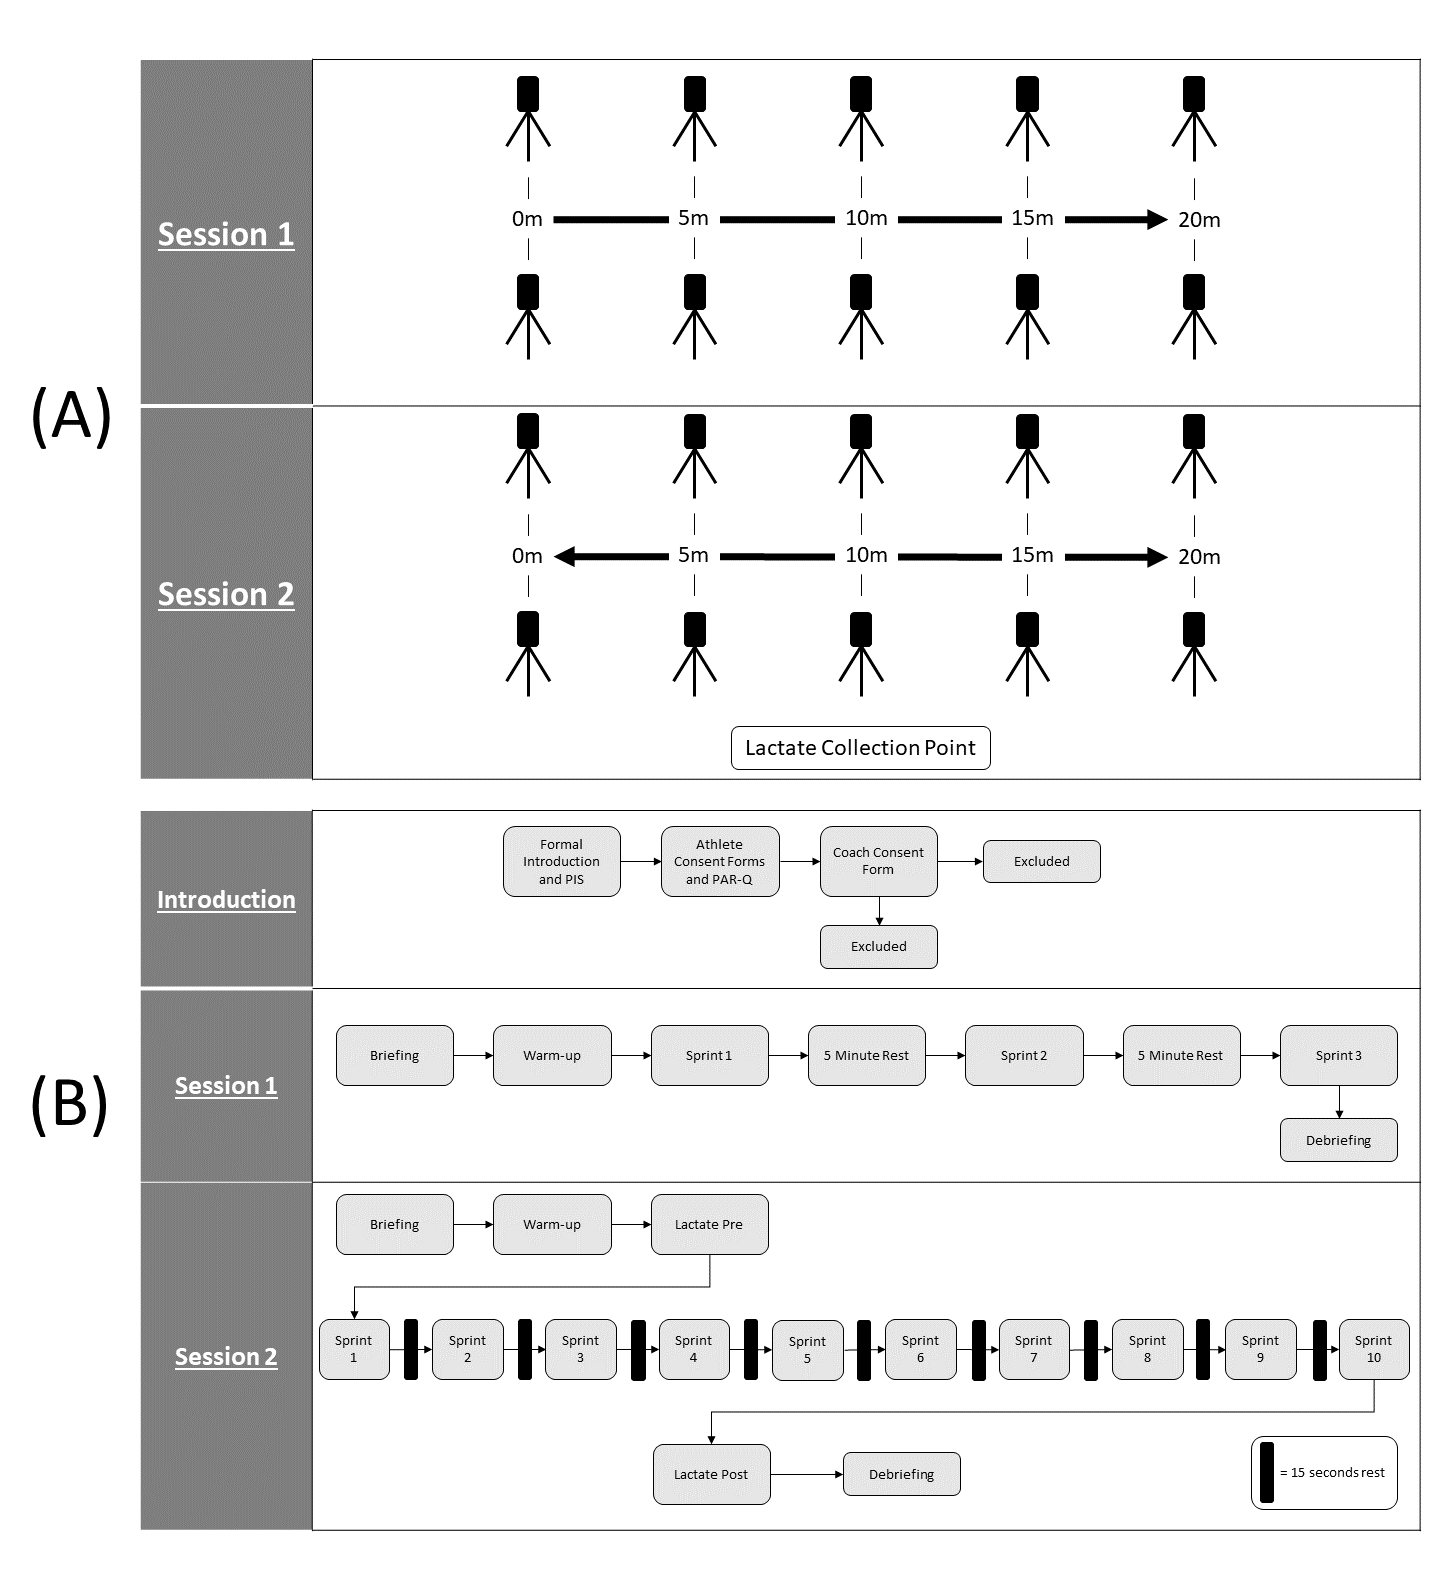 (A)
Session 1
0m 5m 10m 15m 20m
Session 2
0m 5m 10m 15m 20m
Lactate Collection Point
(B)
Introduction
Formal
Introduction
and PIS
Athlete
Consent Forms
and PAR-Q
Coach Consent
Form
Excluded
Excluded
Session 1
Briefing
Warm-up
Sprint 1
5 Minute Rest
Sprint 2
5 Minute Rest
Sprint 3
Debriefing
Session 2
Briefing
Warm-up
Lactate Pre
Sprint
1
Sprint
2
Sprint
3
Sprint
4
Sprint
5
Sprint
6
Sprint
7
Sprint
8
Sprint
9
Sprint
10
Lactate Post
Debriefing
= 15 seconds rest